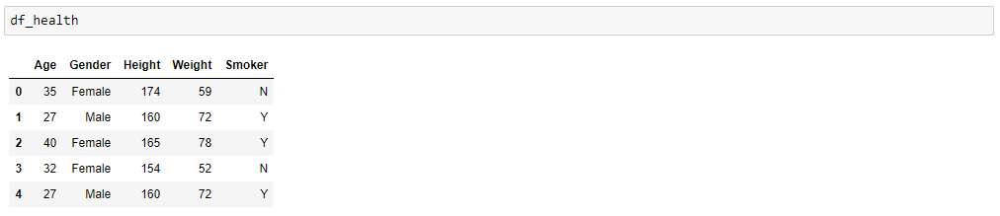 df_health
Age Gender Height Weight Smoker
0 35 Female 174 59 N
1 27 Male 160 72 Y
2 40 Female 165 78 Y
3 32 Female 154 52 N
4 27 Male 160 72 Y